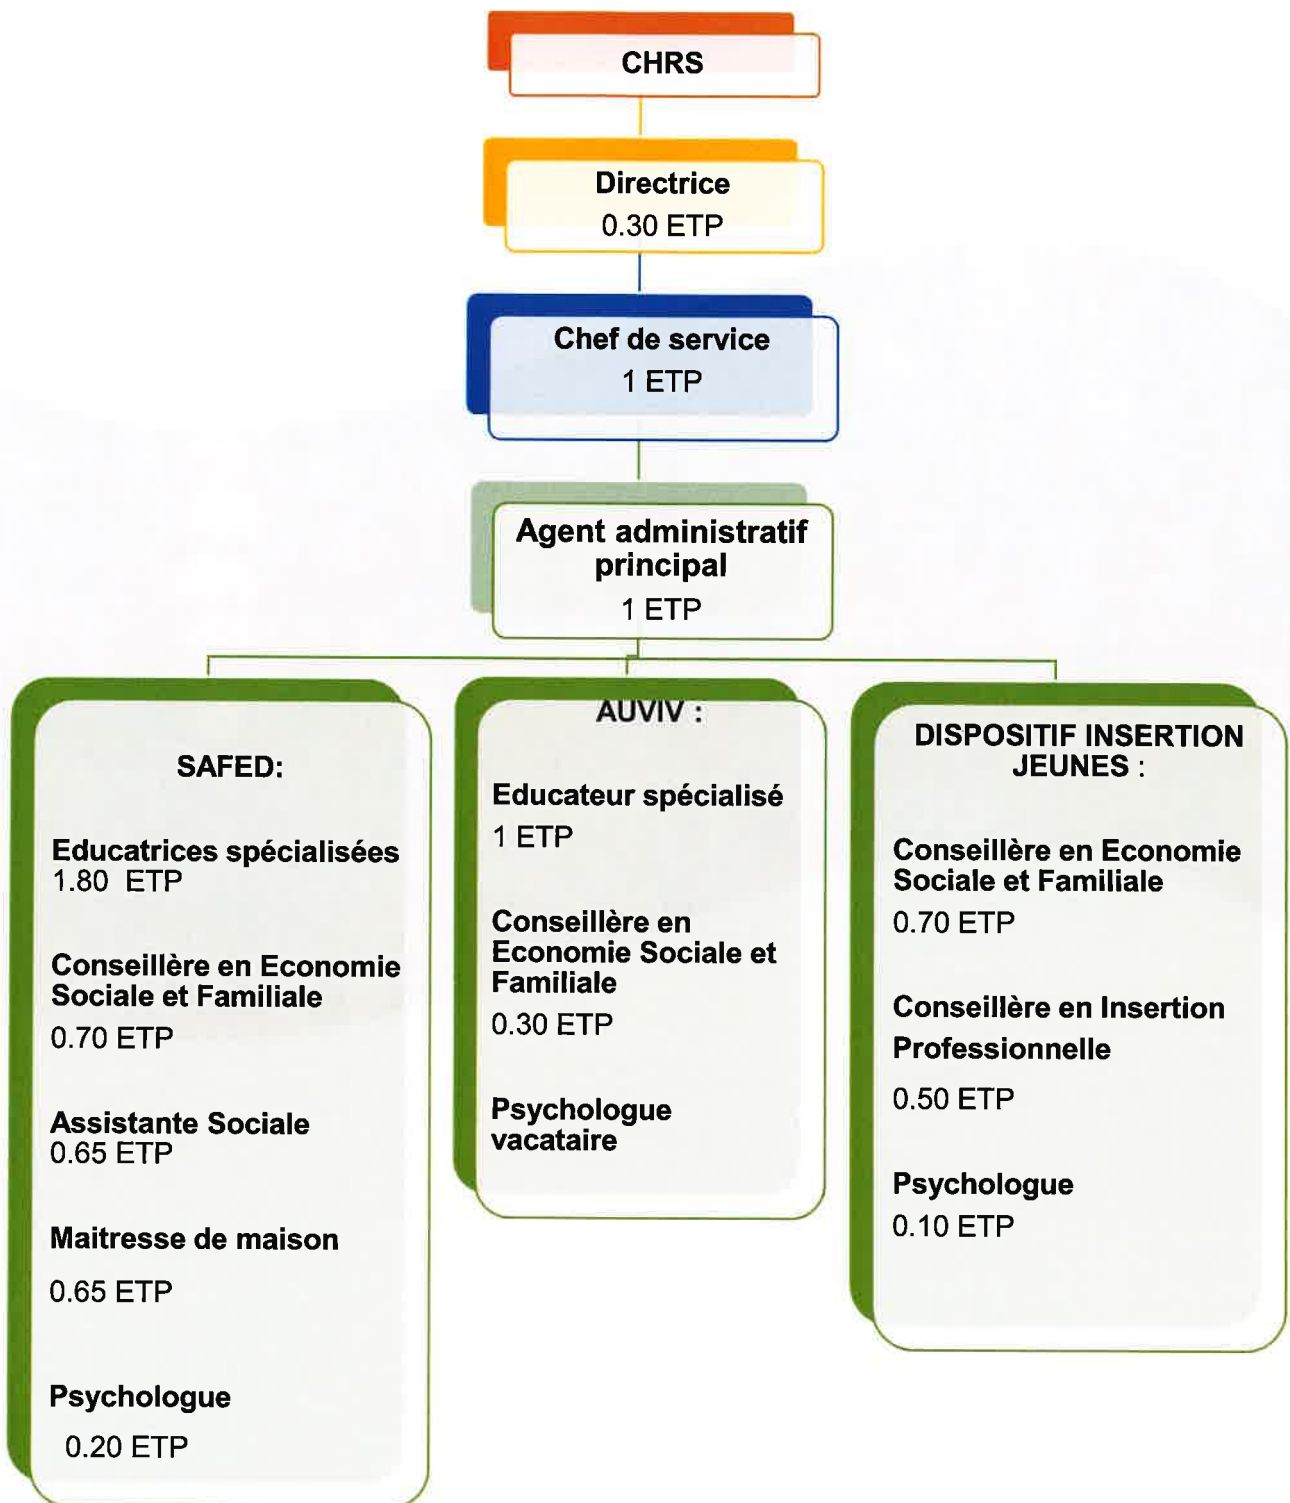 CHRS
Directrice
0.30 ETP
Chef de service
1 ETP
Agent administratif
principal
1 ETP
SAFED:
Educatrices spécialisées
1.80 ETP
Conseillère en Economie
Sociale et Familiale
0.70 ETP
Assistante Sociale
0.65 ETP
Maitresse de maison
0.65 ETP
Psychologue
0.20 ETP
AUVIV :
Educateur spécialisé
1 ETP
Conseillère en
Economie Sociale et
Familiale
0.30 ETP
Psychologue
vacataire
DISPOSITIF INSERTION
JEUNES :
Conseillère en Economie
Sociale et Familiale
0.70 ETP
Conseillère en Insertion
Professionnelle
0.50 ETP
Psychologue
0.10 ETP